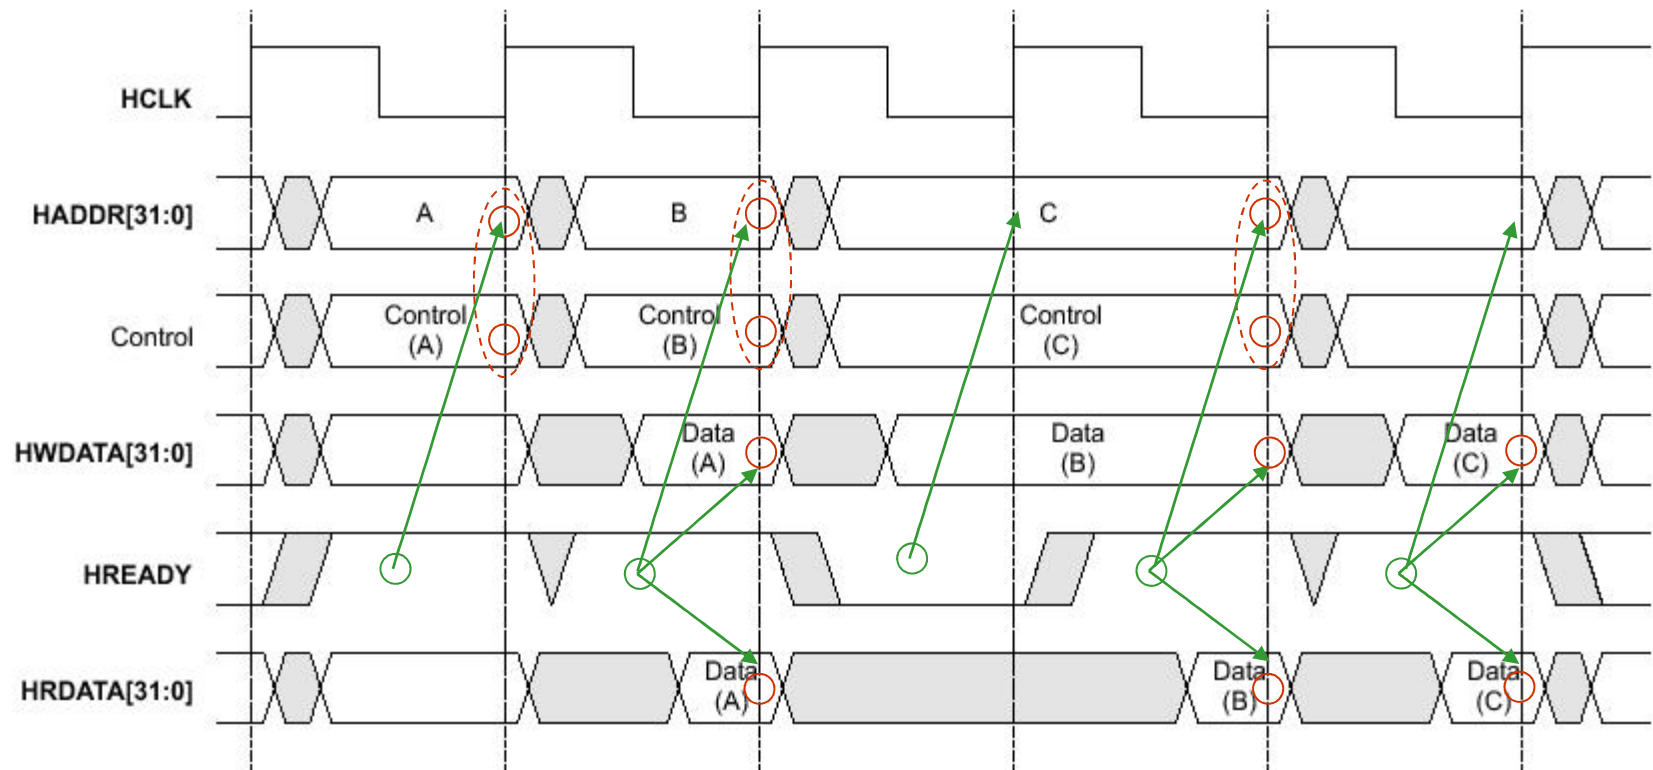 HCLK
HADDR[31:0]
A
B
C
Control
Control
(A)
Control
(B)
Control
(C)
HWDATA[31:0]
Data
(A)
Data
(B)
Data
(C)
HREADY
HRDATA[31:0]
Data
(A)
Data
(B)
Data
(C)